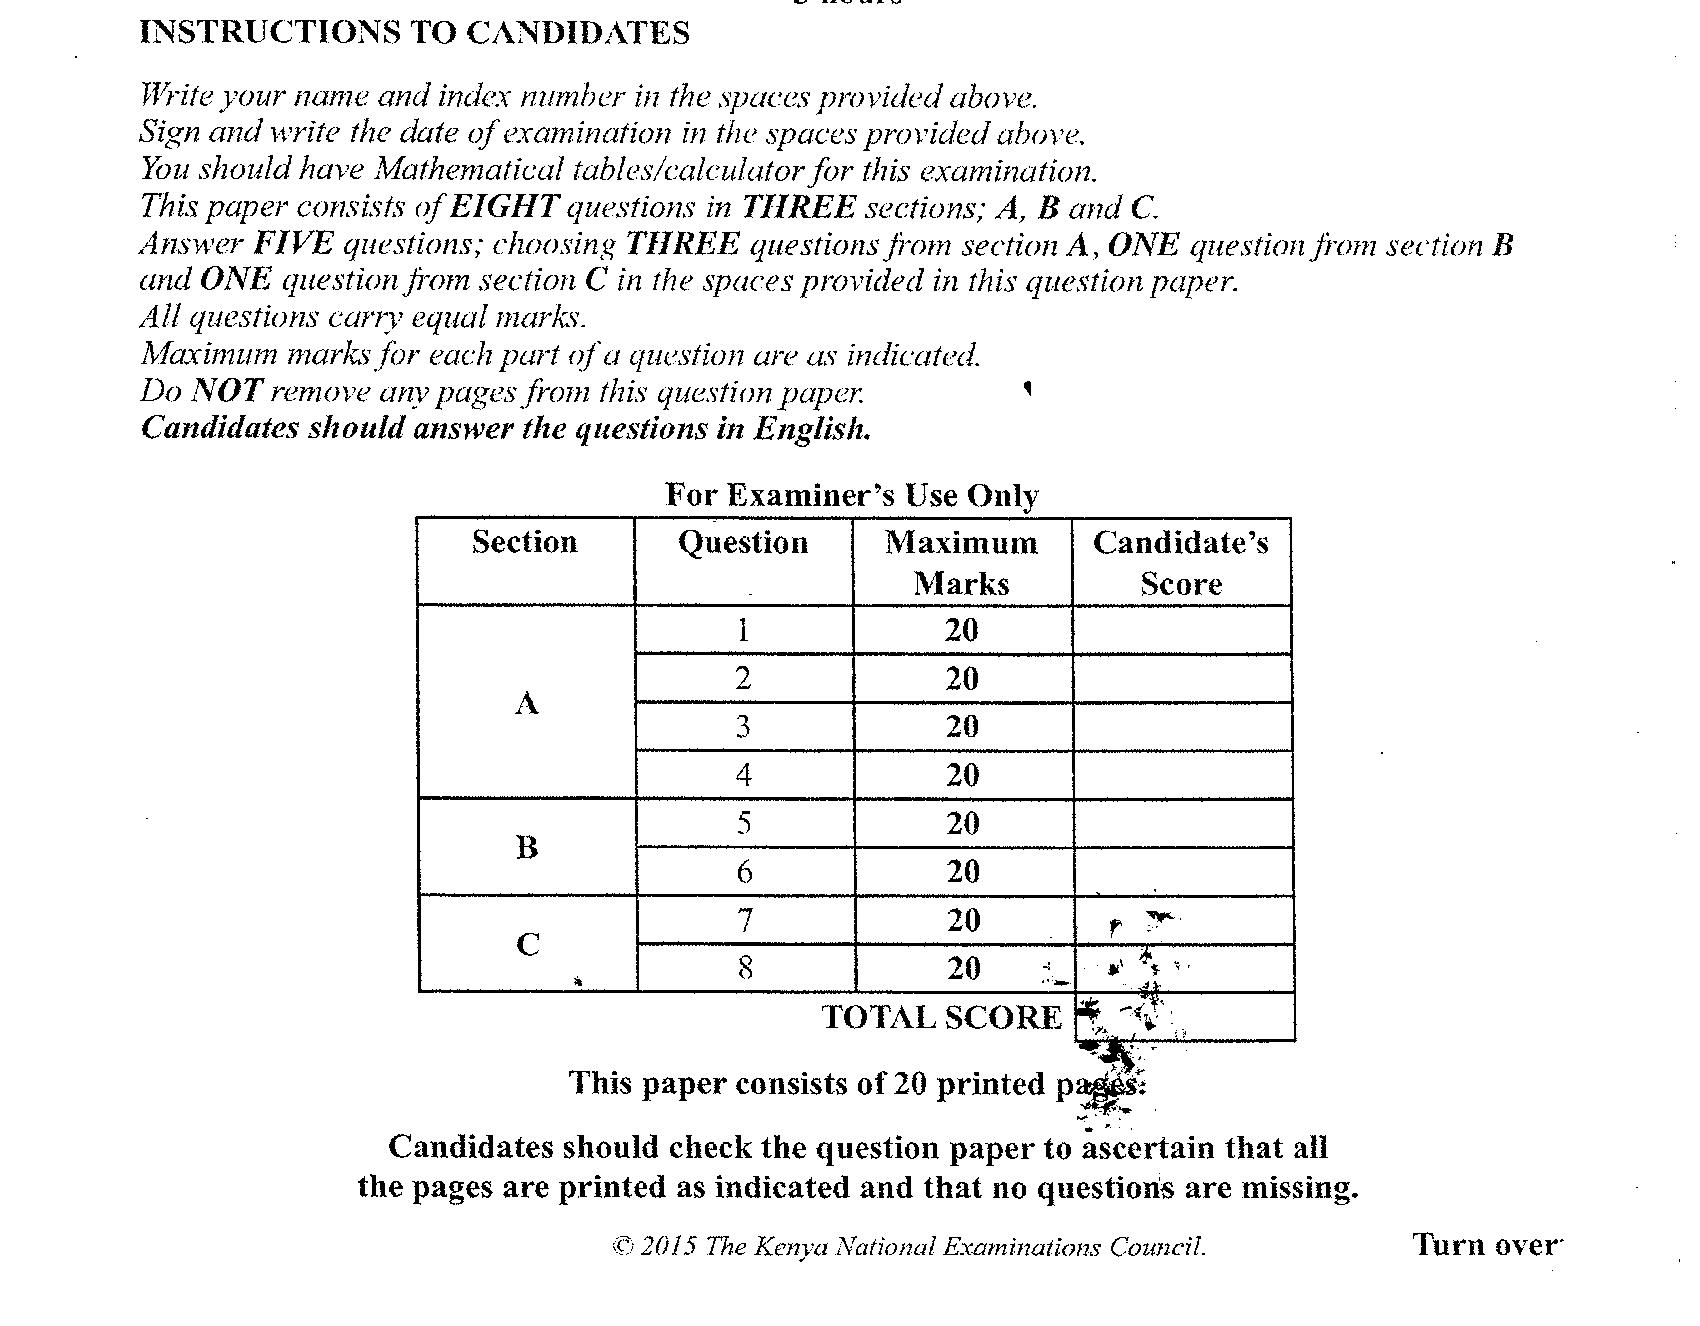 INSTRUCTIONS TO CANDIDATES
Write your name and index number in the spaces provided above.
Sign and write the date of examination in the spaces provided above.
You should have Mathematical tables/calculator for this examination.
This paper consists of EIGHT questions in THREE sections; A, B and C.
Answer FIVE questions; choosing THREE questions from section A, ONE question from section B
and ONE question from section C in the spaces provided in this question paper.
All questions carry equal marks.
Maximum marks for each part of a question are as indicated.
Do NOT remove any pages from this question paper.
Candidates should answer the questions in English.
For Examiner's Use Only
Section Question Maximum Marks Candidate's Score
A
1 20
2 20
3 20
4 20
B
5 20
6 20
C
7 20
8 20
TOTAL SCORE
This paper consists of 20 printed pages.
Candidates should check the question paper to ascertain that all
the pages are printed as indicated and that no questions are missing.
© 2015 The Kenya National Examinations Council.
Turn over